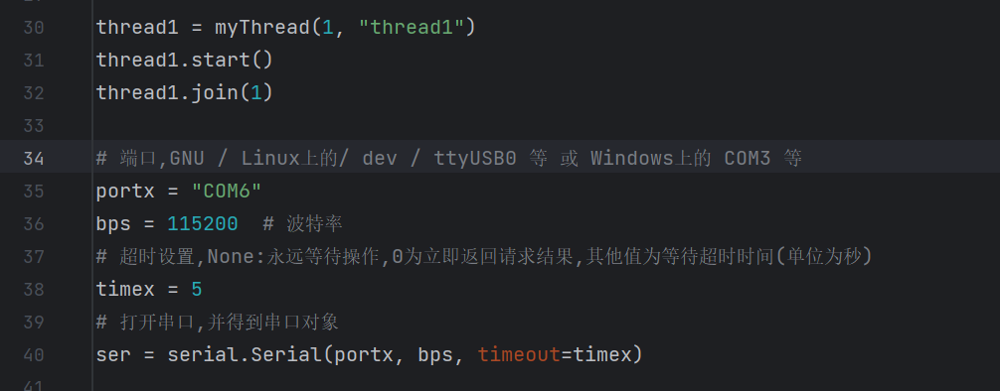 30 thread1 = myThread(1, "thread1")
31 thread1.start()
32 thread1.join(1)
33
34 # 端口,GNU / Linux上的/ dev / ttyUSB0 等 或 Windows上的 COM3 等
35 portx = "COM6"
36 bps = 115200  # 波特率
37 # 超时设置,None:永远等待操作,0为立即返回请求结果,其他值为等待超时时间(单位为秒)
38 timex = 5
39 # 打开串口,并得到串口对象
40 ser = serial.Serial(portx, bps, timeout=timex)
41